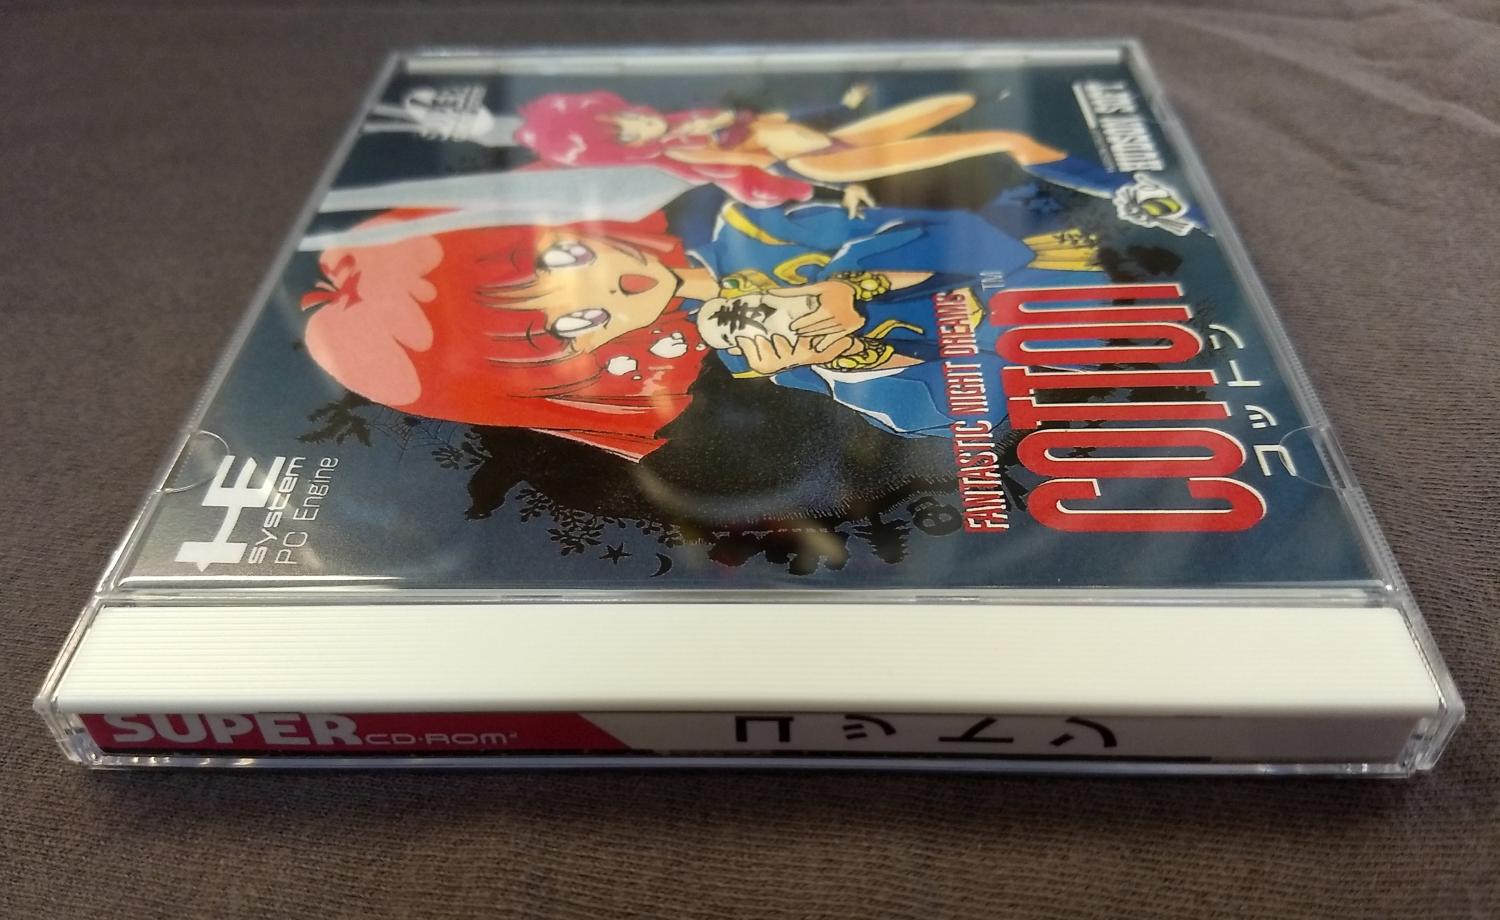 HUDSON SOFT
寿
FANTASTIC NIGHT DREAMS
COTTON TM
コットン
HE
SYSTEM
PC Engine
SUPER CD-ROM²
コットン